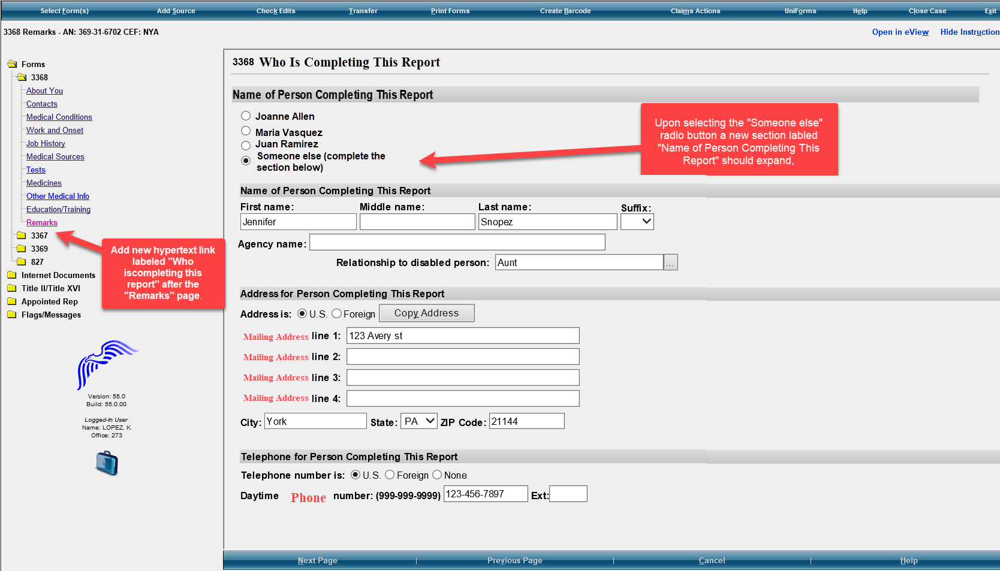 Select Form(s) Add Source Check Edits Transfer Print Forms Create Barcode Claims Actions UniForms Help Close Case Exit
3368 Remarks - AN: 369-31-6702 CEF: NYA
Open in eView Hide Instruction
Forms
3368
About You
Contacts
Medical Conditions
Work and Onset
Job History
Medical Sources
Tests
Medicines
Other Medical Info
Education/Training
Remarks
3367
3369
827
Internet Documents
Title II/Title XVI
Appointed Rep
Flags/Messages
Add new hypertext link
labeled "Who
iscompleting this
report" after the
"Remarks" page.
Version: 55.0
Build: 55.0.00
Logged-In User
Name: LOPEZ, K
Office: 273
3368 Who Is Completing This Report
Name of Person Completing This Report
Joanne Allen
Maria Vasquez
Juan Ramirez
Someone else (complete the
section below)
Upon selecting the "Someone else"
radio button a new section labled
"Name of Person Completing This
Report" should expand,
Name of Person Completing This Report
First name: Middle name: Last name: Suffix:
Jennifer Snopez
Agency name:
Relationship to disabled person: Aunt ...
Address for Person Completing This Report
Address is: U.S. Foreign Copy Address
Mailing Address line 1: 123 Avery st
Mailing Address line 2:
Mailing Address line 3:
Mailing Address line 4:
City: York State: PA ZIP Code: 21144
Telephone for Person Completing This Report
Telephone number is: U.S. Foreign None
Daytime Phone number: (999-999-9999) 123-456-7897 Ext:
Next Page | Previous Page | Cancel | Help